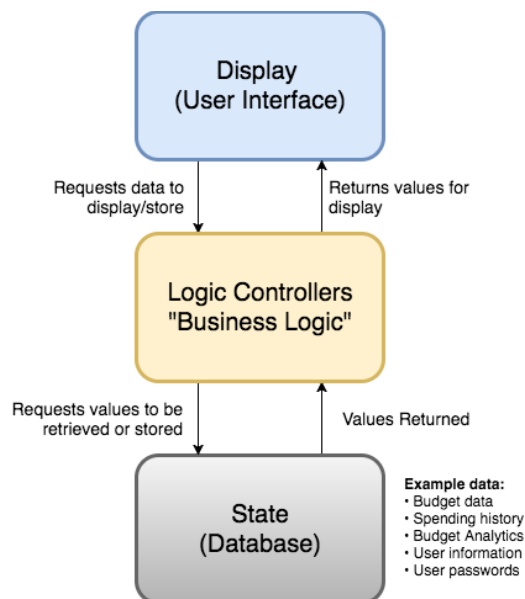 Display
(User Interface)
Requests data to
display/store
Returns values for
display
Logic Controllers
"Business Logic"
Requests values to be
retrieved or stored
Values Returned
State
(Database)
Example data:
• Budget data
• Spending history
• Budget Analytics
• User information
• User passwords